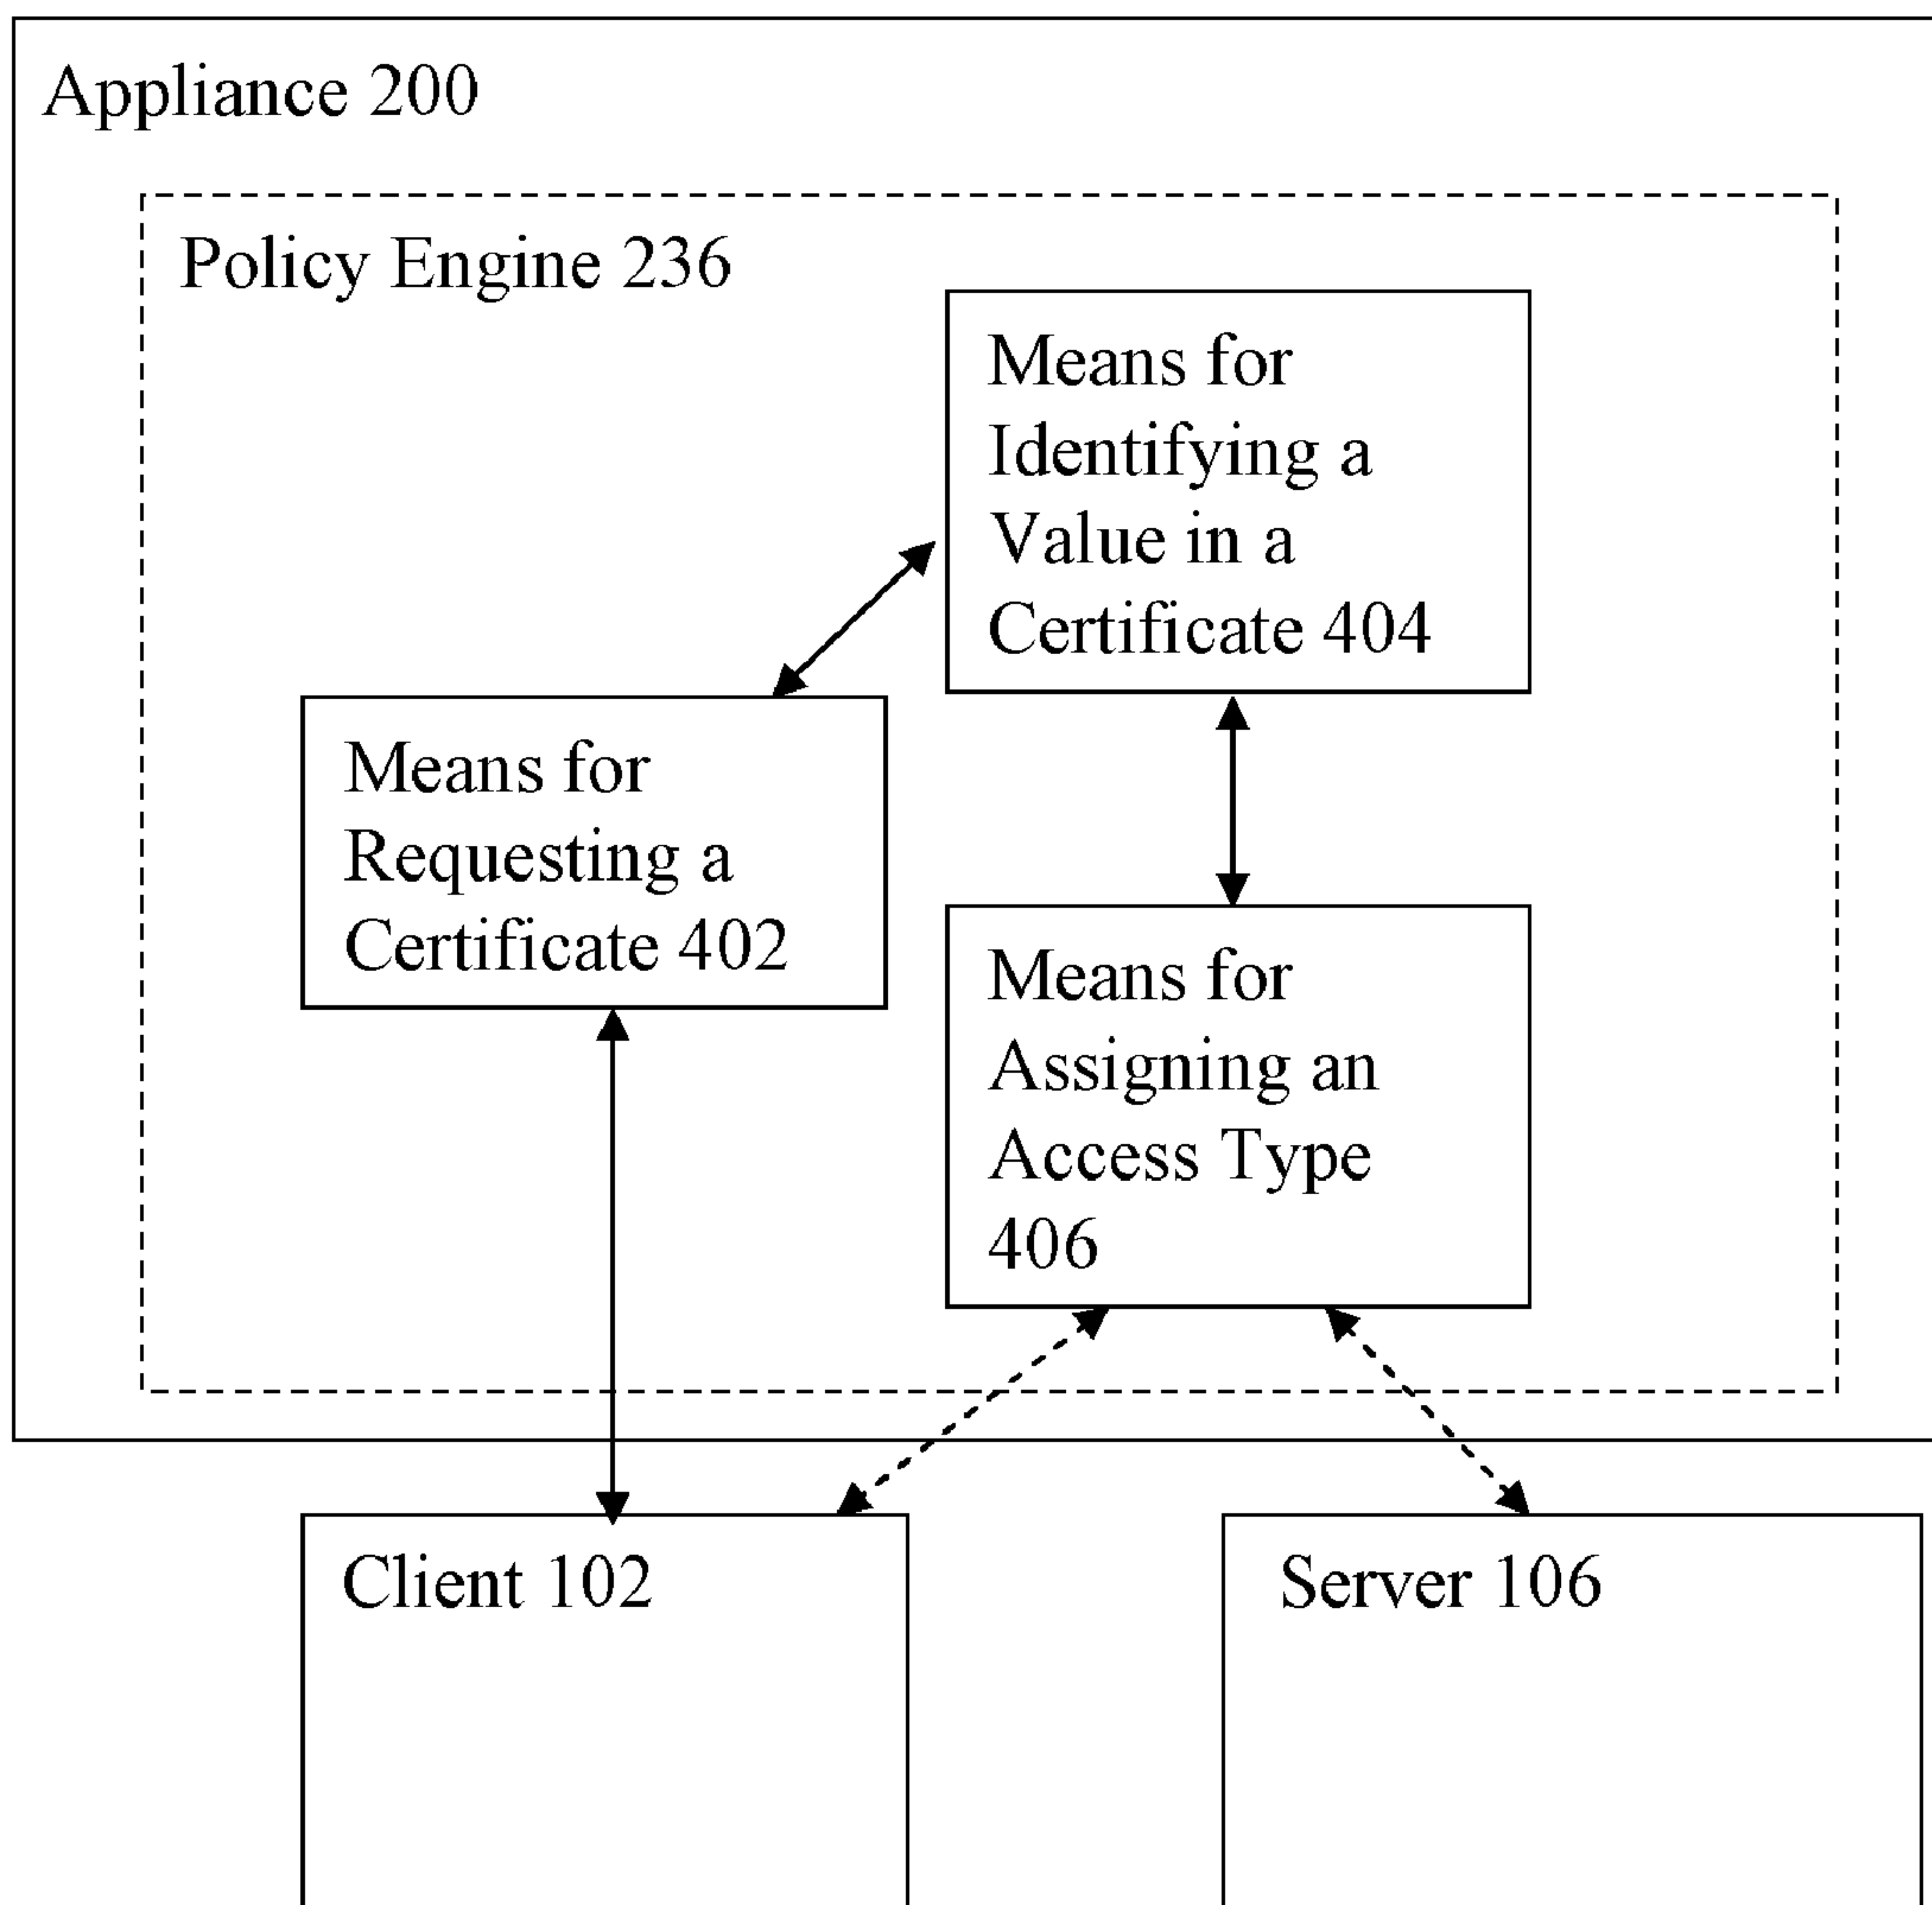 Appliance 200
Policy Engine 236
Means for
Identifying a
Value in a
Certificate 404
Means for
Requesting a
Certificate 402
Means for
Assigning an
Access Type
406
Client 102
Server 106